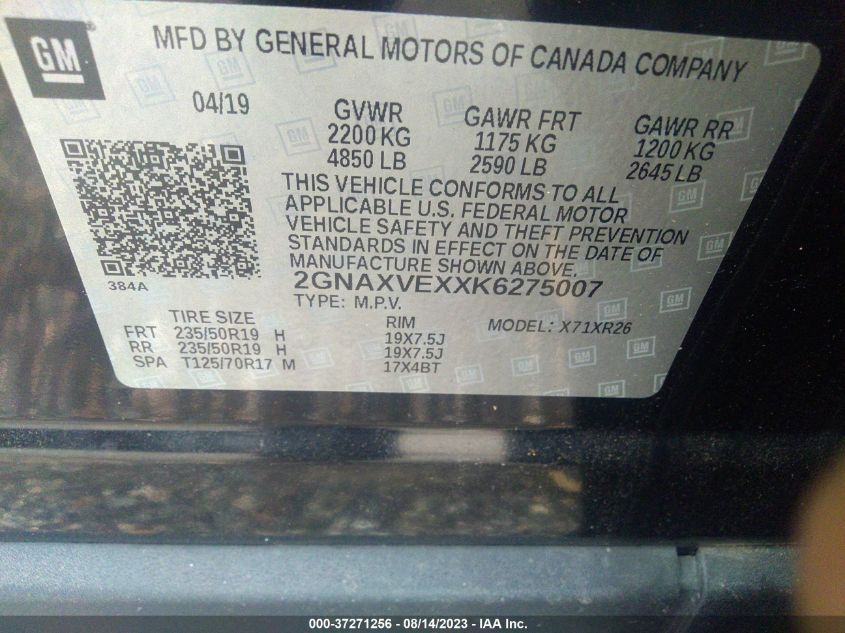 GM
MFD BY GENERAL MOTORS OF CANADA COMPANY
04/19 GVWR GAWR FRT GAWR RR
2200 KG 1175 KG 1200 KG
4850 LB 2590 LB 2645 LB
THIS VEHICLE CONFORMS TO ALL
APPLICABLE U.S. FEDERAL MOTOR
VEHICLE SAFETY AND THEFT PREVENTION
STANDARDS IN EFFECT ON THE DATE OF
MANUFACTURE SHOWN ABOVE.
384A
2GNAXVEXXK6275007
TYPE: M.P.V.
TIRE SIZE RIM MODEL: X71XR26
FRT 235/50R19 H 19X7.5J
RR 235/50R19 H 19X7.5J
SPA T125/70R17 M 17X4BT
000-37271256 - 08/14/2023 - IAA Inc.